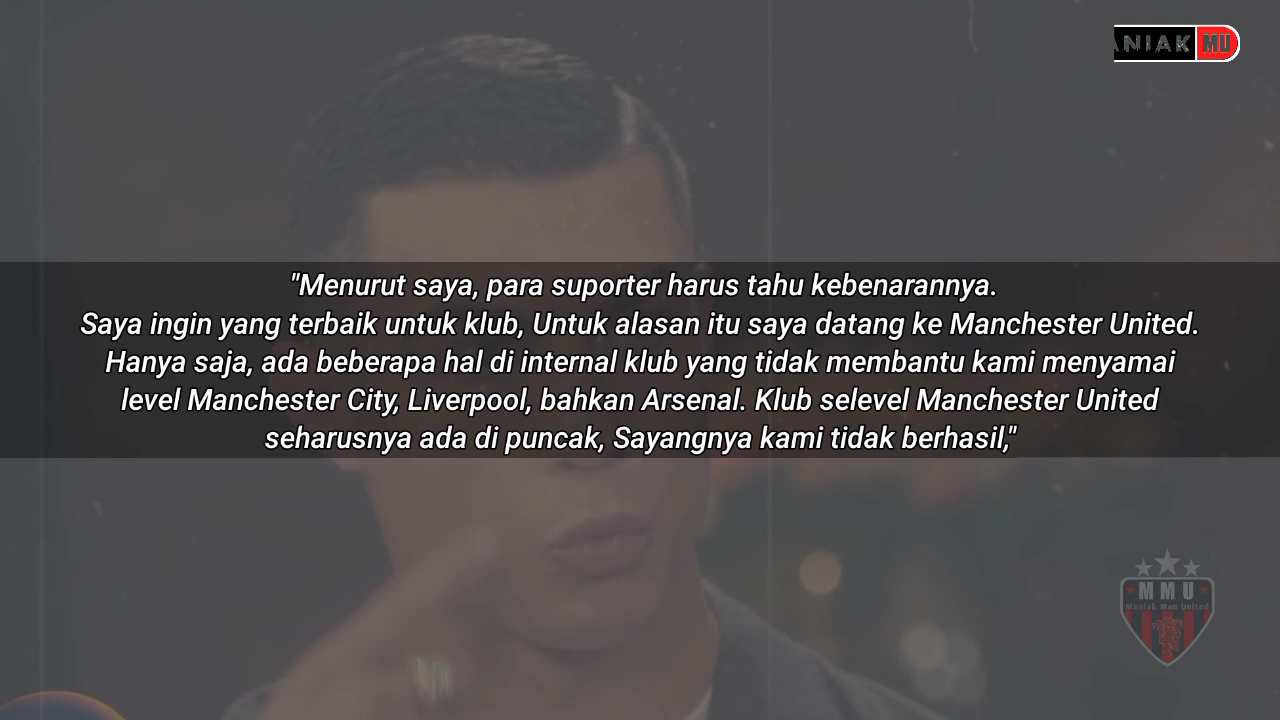 ANIAK MU
"Menurut saya, para suporter harus tahu kebenarannya.
Saya ingin yang terbaik untuk klub, Untuk alasan itu saya datang ke Manchester United.
Hanya saja, ada beberapa hal di internal klub yang tidak membantu kami menyamai
level Manchester City, Liverpool, bahkan Arsenal. Klub selevel Manchester United
seharusnya ada di puncak, Sayangnya kami tidak berhasil,"
MMU
Maniak Man United